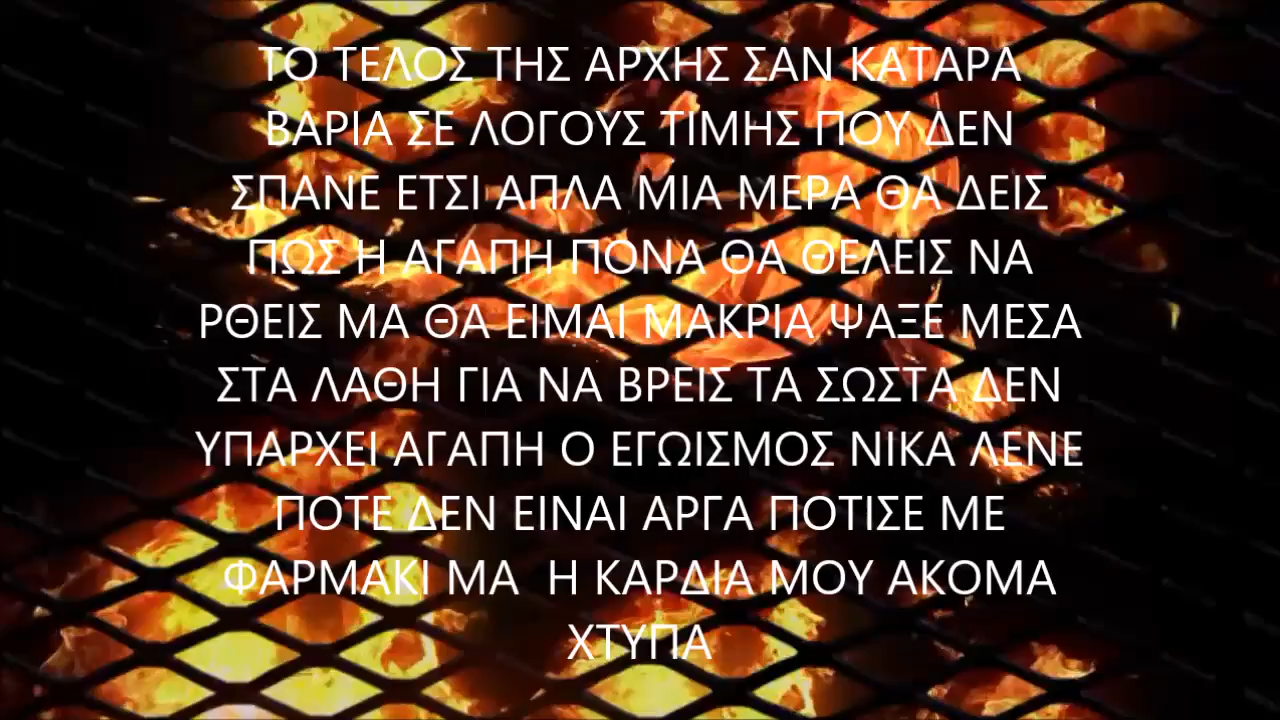 ΤΟ ΤΕΛΟΣ ΤΗΣ ΑΡΧΗΣ ΣΑΝ ΚΑΤΑΡΑ
ΒΑΡΙΑ ΣΕ ΛΟΓΟΥΣ ΤΙΜΗΣ ΠΟΥ ΔΕΝ
ΣΠΑΝΕ ΕΤΣΙ ΑΠΛΑ ΜΙΑ ΜΕΡΑ ΘΑ ΔΕΙΣ
ΠΩΣ Η ΑΓΑΠΗ ΠΟΝΑ ΘΑ ΘΕΛΕΙΣ ΝΑ
ΡΘΕΙΣ ΜΑ ΘΑ ΕΙΜΑΙ ΜΑΚΡΙΑ ΨΑΞΕ ΜΕΣΑ
ΣΤΑ ΛΑΘΗ ΓΙΑ ΝΑ ΒΡΕΙΣ ΤΑ ΣΩΣΤΑ ΔΕΝ
ΥΠΑΡΧΕΙ ΑΓΑΠΗ Ο ΕΓΩΙΣΜΟΣ ΝΙΚΑ ΛΕΝΕ
ΠΟΤΕ ΔΕΝ ΕΙΝΑΙ ΑΡΓΑ ΠΟΤΙΣΕ ΜΕ
ΦΑΡΜΑΚΙ ΜΑ  Η ΚΑΡΔΙΑ ΜΟΥ ΑΚΟΜΑ
ΧΤΥΠΑ